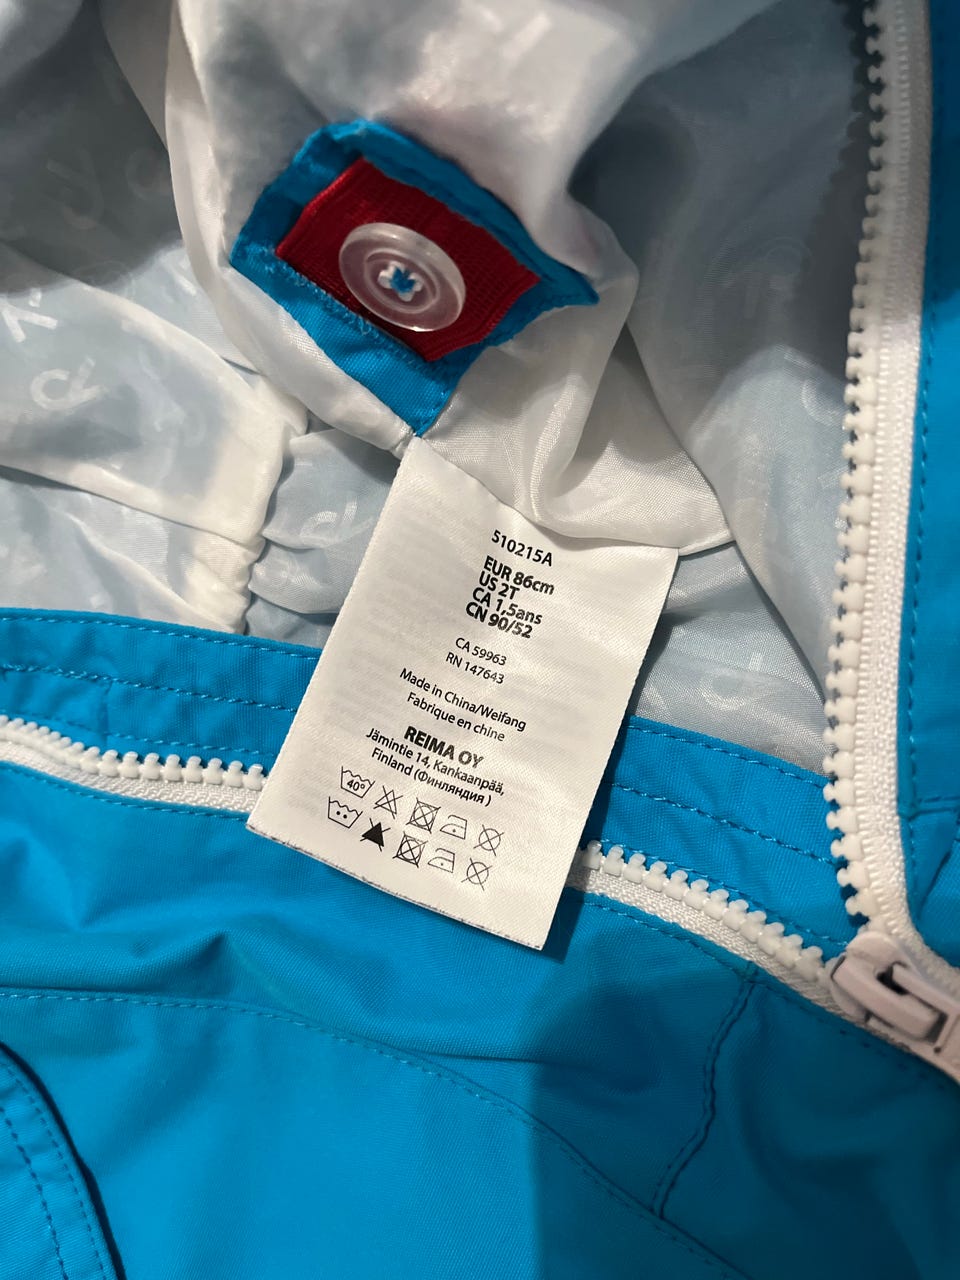 510215A
EUR 86cm
US 2T
CA 1,5ans
CN 90/52
CA 59963
RN 147643
Made in China/Weifang
Fabrique en chine
REIMA OY
Jämintie 14, Kankaanpää,
Finland (Финляндия )
40°